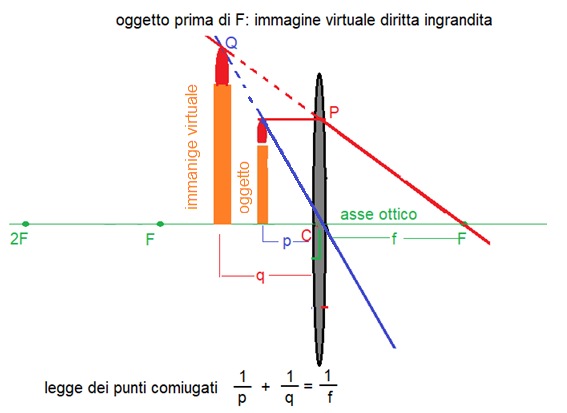 oggetto prima di F: immagine virtuale diritta ingrandita
Q
immanige virtuale
oggetto
P
asse ottico
2F
F
p
C
f
F
q
legge dei punti comiugati 1/p + 1/q = 1/f